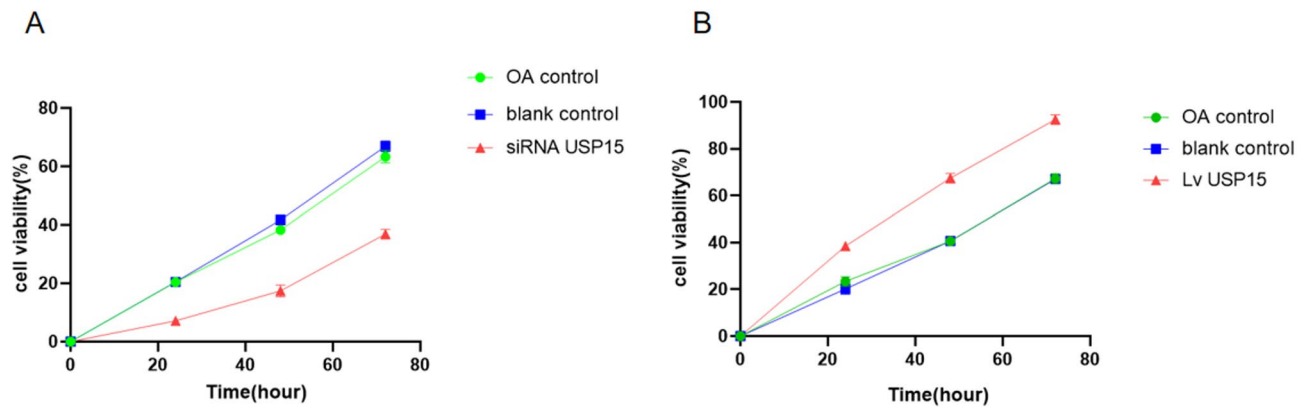 A
OA control
blank control
siRNA USP15
cell viability(%)
80
60
40
20
0
0 20 40 60 80
Time(hour)
B
OA control
blank control
Lv USP15
cell viability(%)
100
80
60
40
20
0
0 20 40 60 80
Time(hour)